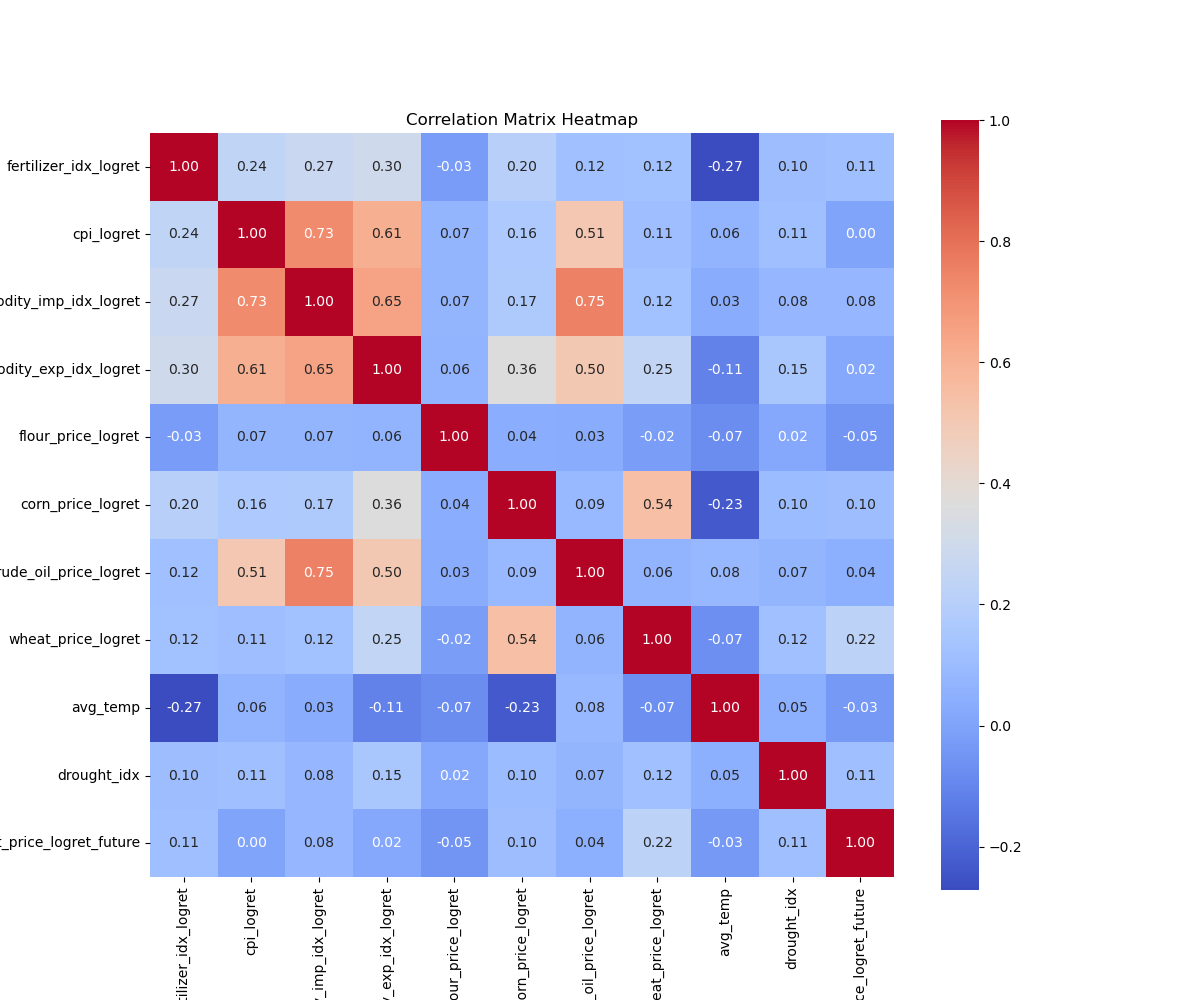 Correlation Matrix Heatmap
fertilizer_idx_logret 1.00 0.24 0.27 0.30 -0.03 0.20 0.12 0.12 -0.27 0.10 0.11
cpi_logret 0.24 1.00 0.73 0.61 0.07 0.16 0.51 0.11 0.06 0.11 0.00
odity_imp_idx_logret 0.27 0.73 1.00 0.65 0.07 0.17 0.75 0.12 0.03 0.08 0.08
odity_exp_idx_logret 0.30 0.61 0.65 1.00 0.06 0.36 0.50 0.25 -0.11 0.15 0.02
flour_price_logret -0.03 0.07 0.07 0.06 1.00 0.04 0.03 -0.02 -0.07 0.02 -0.05
corn_price_logret 0.20 0.16 0.17 0.36 0.04 1.00 0.09 0.54 -0.23 0.10 0.10
rude_oil_price_logret 0.12 0.51 0.75 0.50 0.03 0.09 1.00 0.06 0.08 0.07 0.04
wheat_price_logret 0.12 0.11 0.12 0.25 -0.02 0.54 0.06 1.00 -0.07 0.12 0.22
avg_temp -0.27 0.06 0.03 -0.11 -0.07 -0.23 0.08 -0.07 1.00 0.05 -0.03
drought_idx 0.10 0.11 0.08 0.15 0.02 0.10 0.07 0.12 0.05 1.00 0.11
t_price_logret_future 0.11 0.00 0.08 0.02 -0.05 0.10 0.04 0.22 -0.03 0.11 1.00
tilizer_idx_logret
cpi_logret
y_imp_idx_logret
y_exp_idx_logret
our_price_logret
orn_price_logret
_oil_price_logret
eat_price_logret
avg_temp
drought_idx
ce_logret_future
1.0
0.8
0.6
0.4
0.2
0.0
−0.2